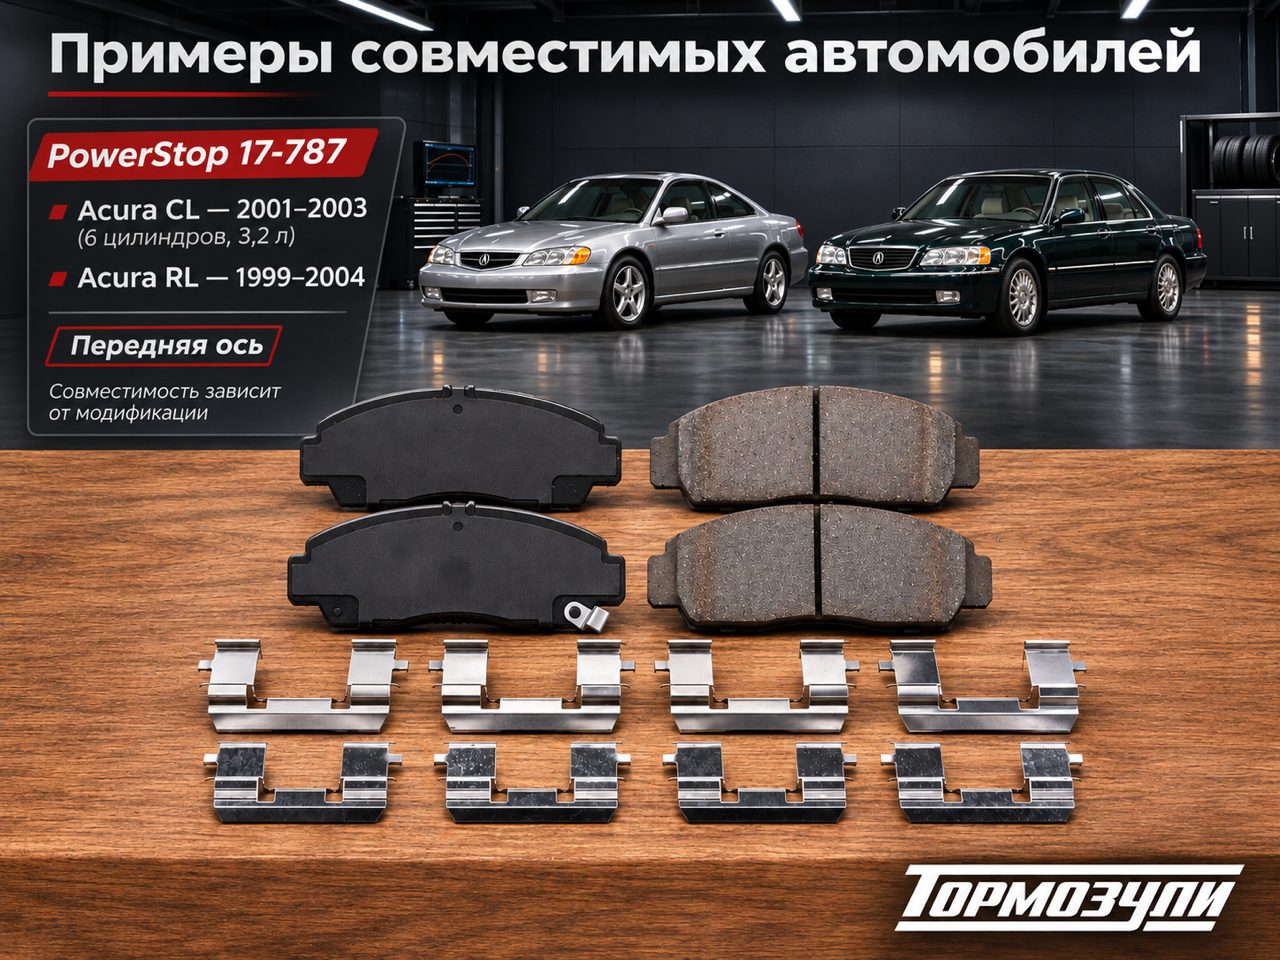 Примеры совместимых автомобилей
PowerStop 17-787
Acura CL — 2001–2003
(6 цилиндров, 3,2 л)
Acura RL — 1999–2004
Передняя ось
Совместимость зависит
от модификации
ТОРМОЗУЛИ